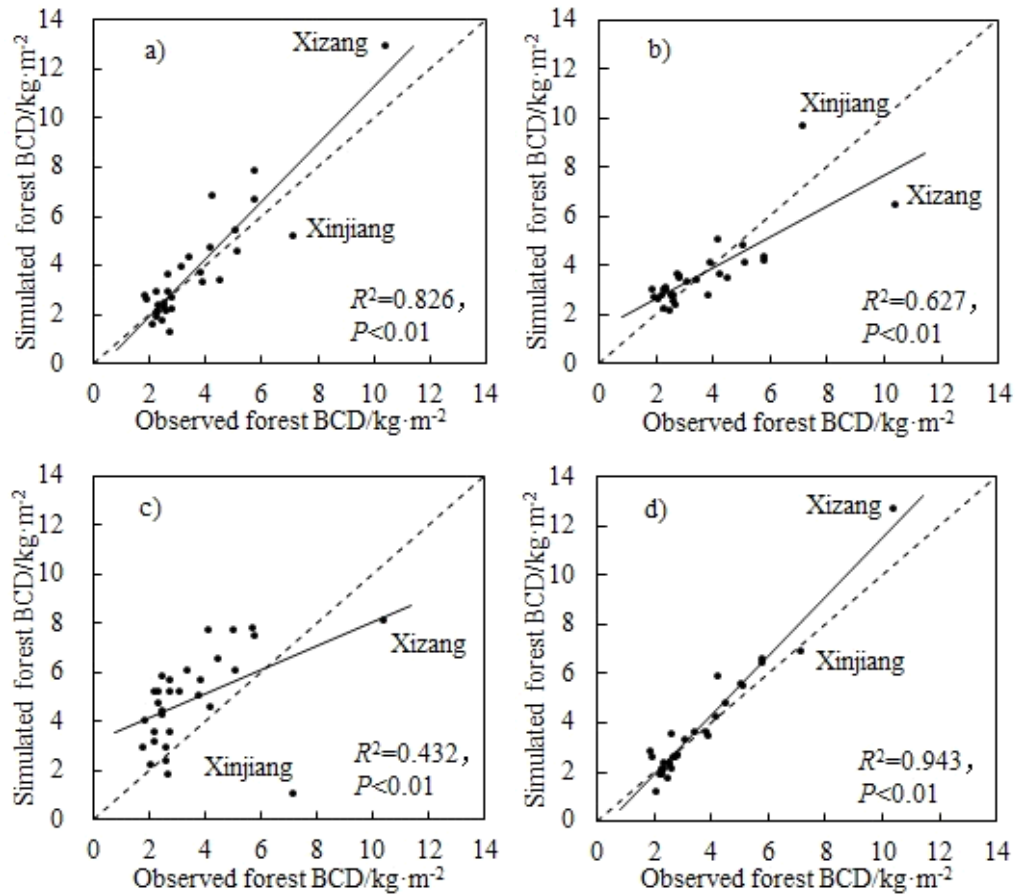 a)
Xizang
Xinjiang
R²=0.826，
P<0.01
14
12
10
8
6
4
2
0
0 2 4 6 8 10 12 14
Simulated forest BCD/kg·m⁻²
Observed forest BCD/kg·m⁻²
b)
Xinjiang
Xizang
R²=0.627，
P<0.01
14
12
10
8
6
4
2
0
0 2 4 6 8 10 12 14
Simulated forest BCD/kg·m⁻²
Observed forest BCD/kg·m⁻²
c)
Xizang
Xinjiang
R²=0.432，
P<0.01
14
12
10
8
6
4
2
0
0 2 4 6 8 10 12 14
Simulated forest BCD/kg·m⁻²
Observed forest BCD/kg·m⁻²
d)
Xizang
Xinjiang
R²=0.943，
P<0.01
14
12
10
8
6
4
2
0
0 2 4 6 8 10 12 14
Simulated forest BCD/kg·m⁻²
Observed forest BCD/kg·m⁻²